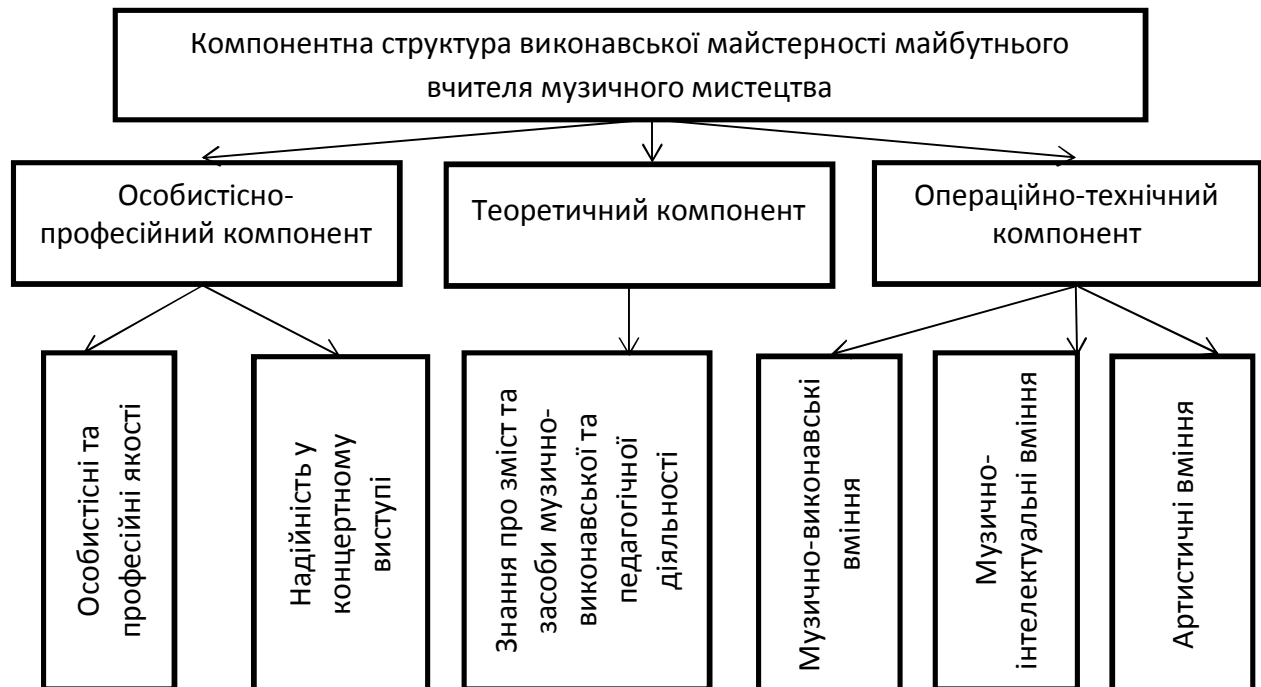 Компонентна структура виконавської майстерності майбутнього
вчителя музичного мистецтва
Особистісно-
професійний компонент
Теоретичний компонент
Операційно-технічний
компонент
Особистісні та
професійні якості
Надійність у
концертному
виступі
Знання про зміст та
засоби музично-
виконавської та
педагогічної
діяльності
Музично-виконавські
вміння
Музично-
інтелектуальні вміння
Артистичні вміння